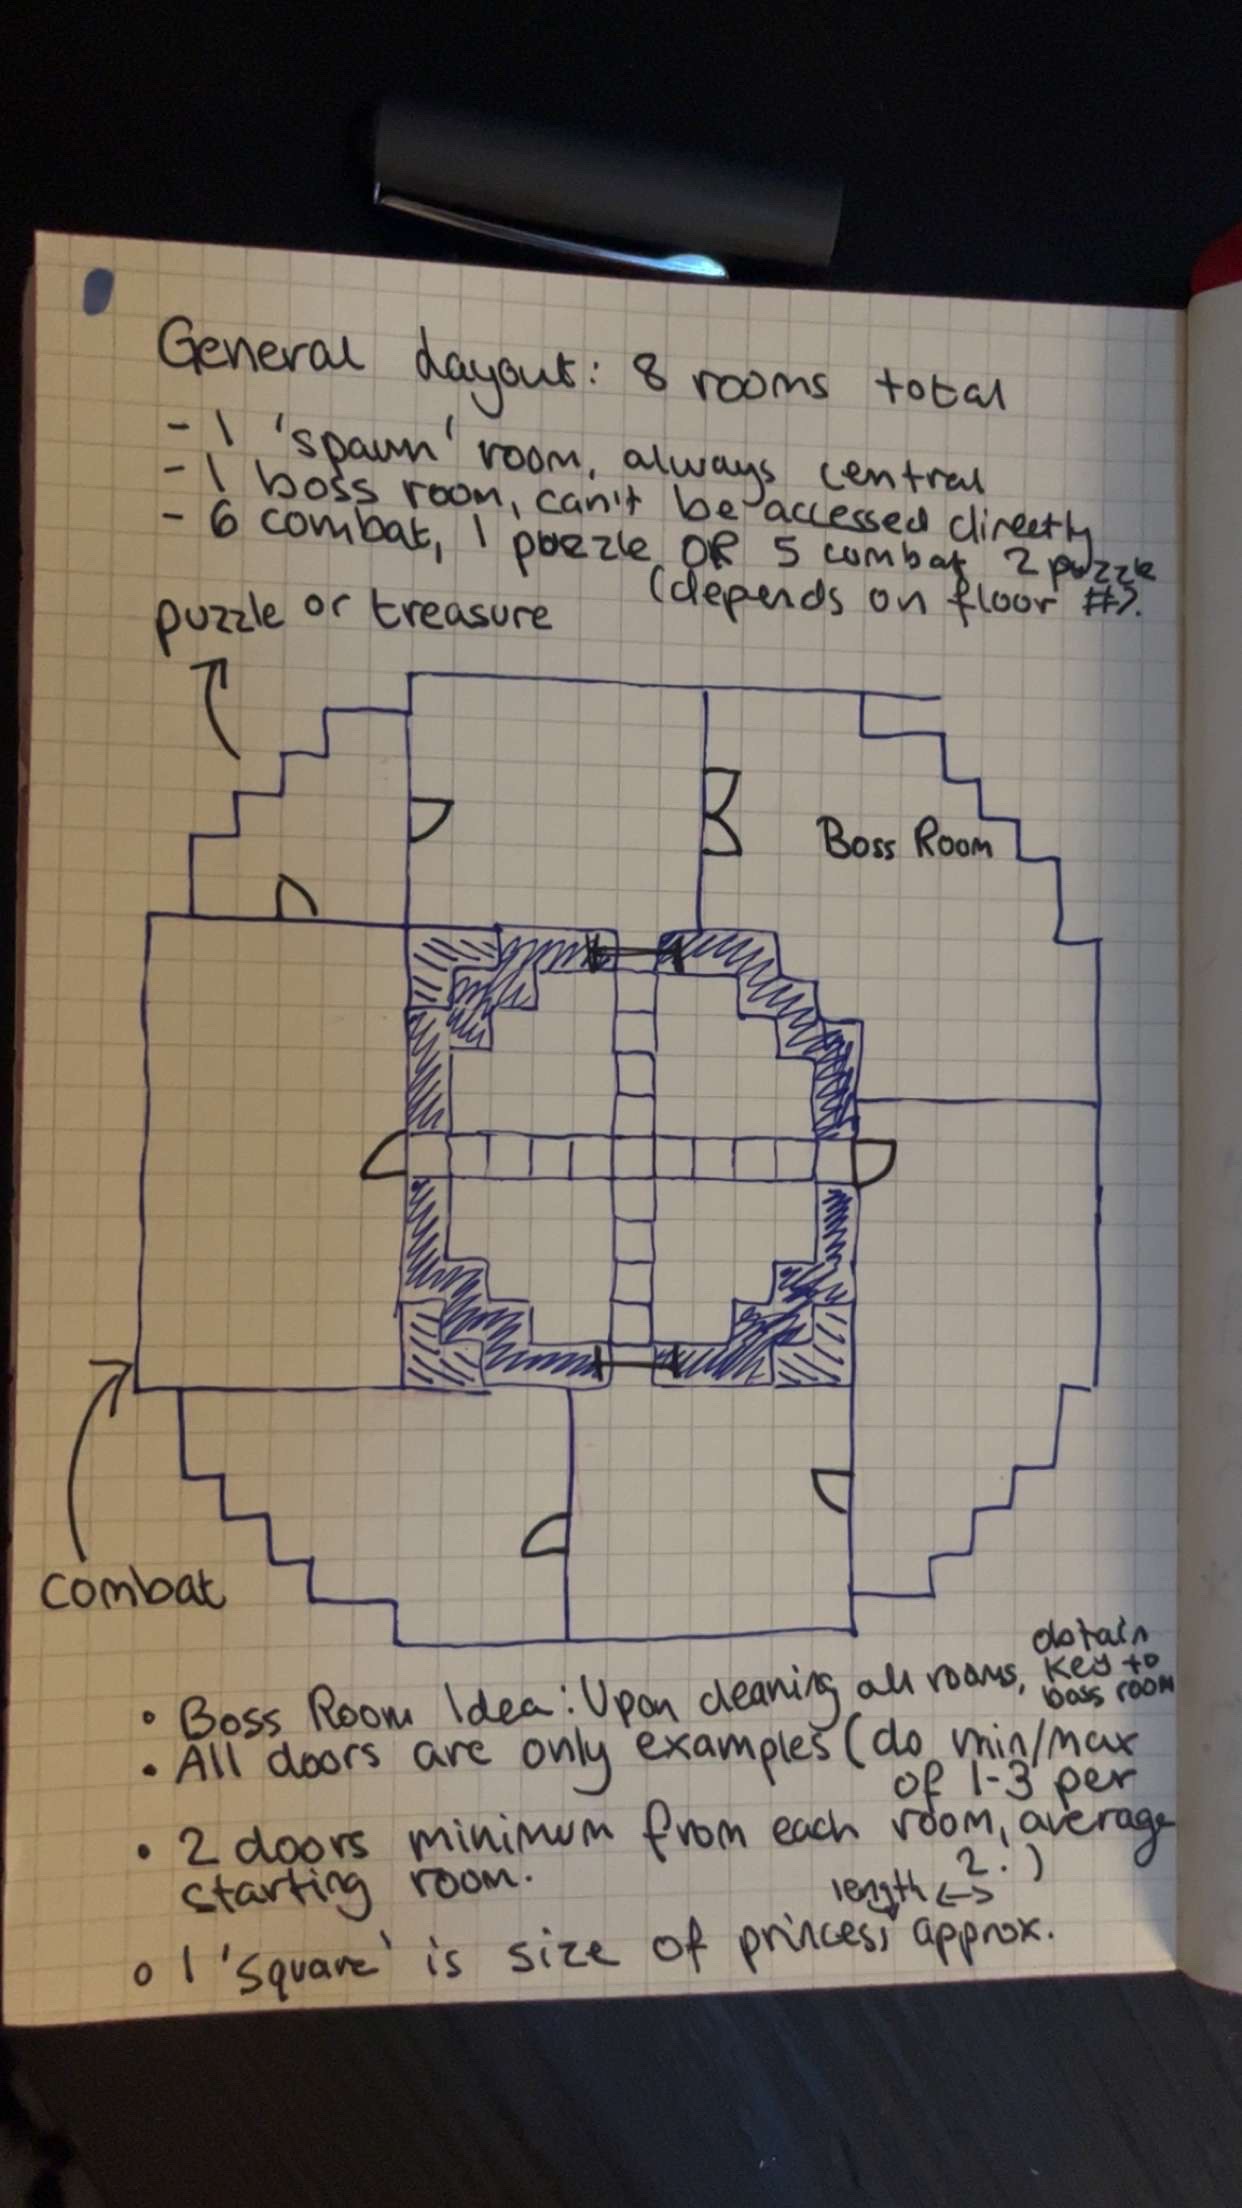 General Layout: 8 rooms total
- 1 'spawn' room, always central
- 1 boss room, can't be accessed directly
- 6 combat, 1 puzzle OR 5 combat 2 puzzle
(depends on floor #).
puzzle or treasure
Boss Room
combat
• Boss Room Idea: Upon cleaning all rooms, obtain key to boss room
• All doors are only examples (do min/max
of 1-3 per
room, average
2.)
• 2 doors minimum from each
starting room.
length <->
o 1 'square' is size of princess approx.